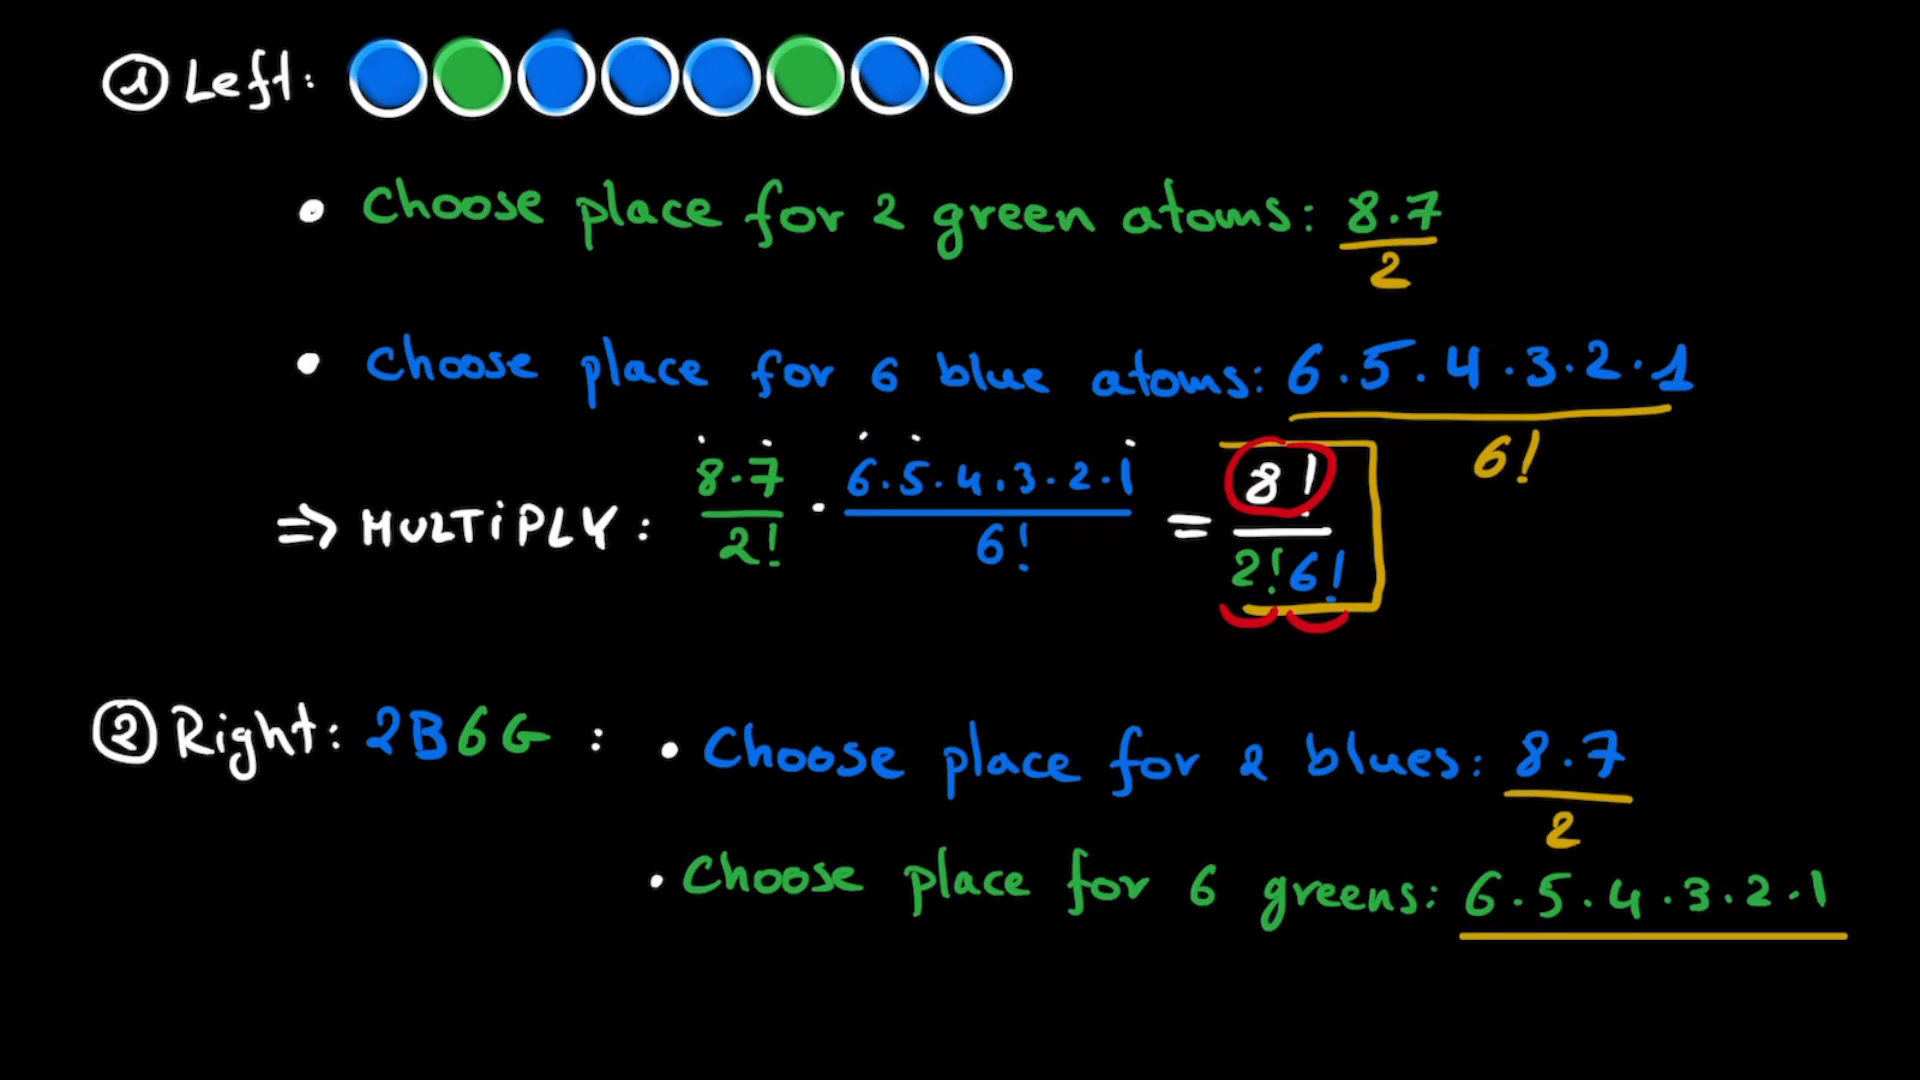 ① Left:
• Choose place for 2 green atoms: 8·7
2
• Choose place for 6 blue atoms: 6·5·4·3·2·1
6!
⇒ MULTiPLY: 8·7/2! · 6·5·4·3·2·1/6! = 8!/2!6!
② Right: 2B6G : • Choose place for 2 blues: 8·7
2
• Choose place for 6 greens: 6·5·4·3·2·1